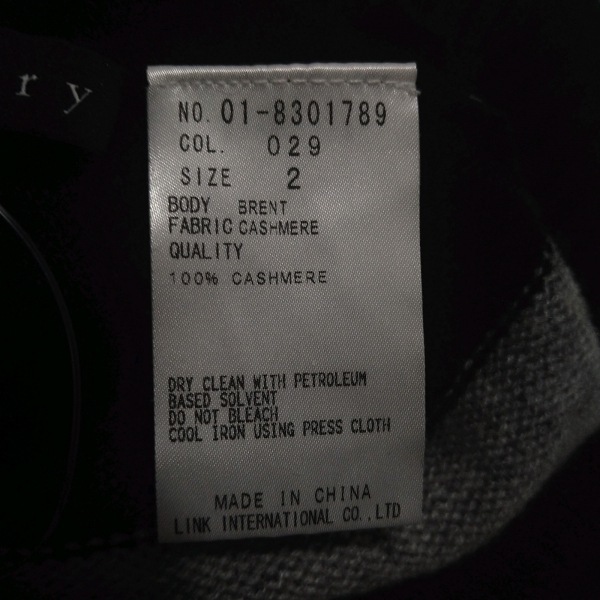 ry
NO. 01-8301789
COL. 029
SIZE 2
BODY BRENT
FABRIC CASHMERE
QUALITY
100% CASHMERE
DRY CLEAN WITH PETROLEUM
BASED SOLVENT
DO NOT BLEACH
COOL IRON USING PRESS CLOTH
MADE IN CHINA
LINK INTERNATIONAL CO.,LTD